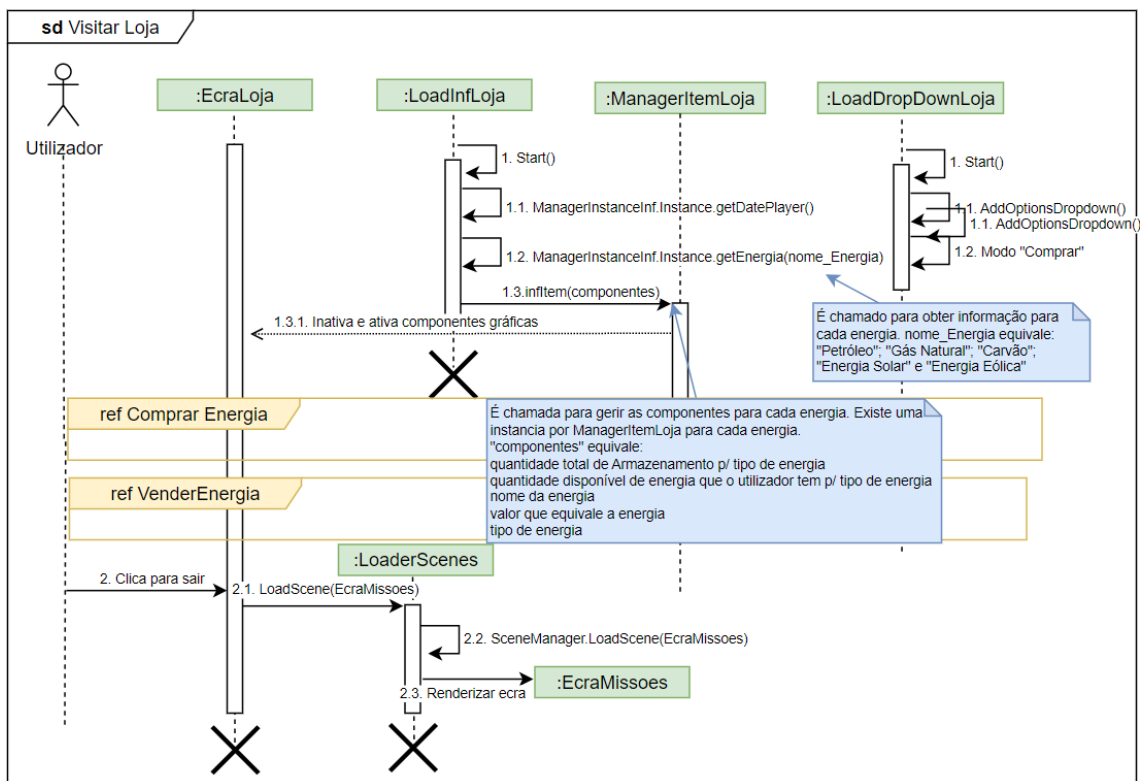 sd Visitar Loja
Utilizador
:EcraLoja
:LoadInfLoja
:ManagerItemLoja
:LoadDropDownLoja
1. Start()
1.1. ManagerInstanceInf.Instance.getDatePlayer()
1.2. ManagerInstanceInf.Instance.getEnergia(nome_Energia)
1.3.infItem(componentes)
1.3.1. Inativa e ativa componentes gráficas
1. Start()
1.1. AddOptionsDropdown()
1.1. AddOptionsDropdown()
1.2. Modo "Comprar"
É chamado para obter informação para
cada energia. nome_Energia equivale:
"Petróleo"; "Gás Natural"; "Carvão";
"Energia Solar" e "Energia Eólica"
ref Comprar Energia
É chamada para gerir as componentes para cada energia. Existe uma
instancia por ManagerItemLoja para cada energia.
"componentes" equivale:
quantidade total de Armazenamento p/ tipo de energia
quantidade disponível de energia que o utilizador tem p/ tipo de energia
nome da energia
valor que equivale a energia
tipo de energia
ref VenderEnergia
:LoaderScenes
2. Clica para sair
2.1. LoadScene(EcraMissoes)
2.2. SceneManager.LoadScene(EcraMissoes)
2.3. Renderizar ecra
:EcraMissoes